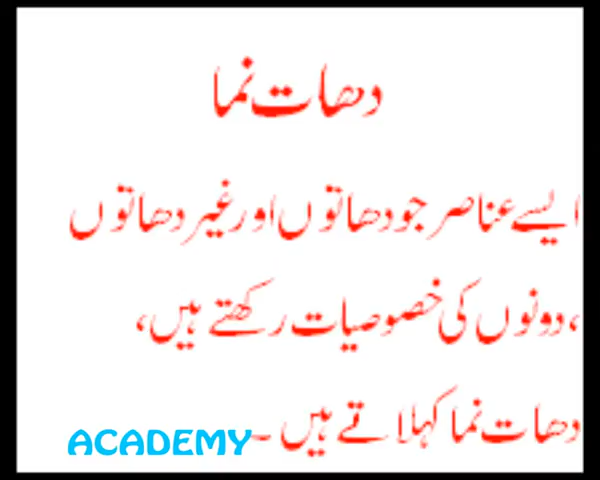 دھات نما
ایسے عناصر جو دھاتوں اور غیر دھاتوں
،دونوں کی خصوصیات رکھتے ہیں،
دھات نما کہلاتے ہیں ۔
ACADEMY